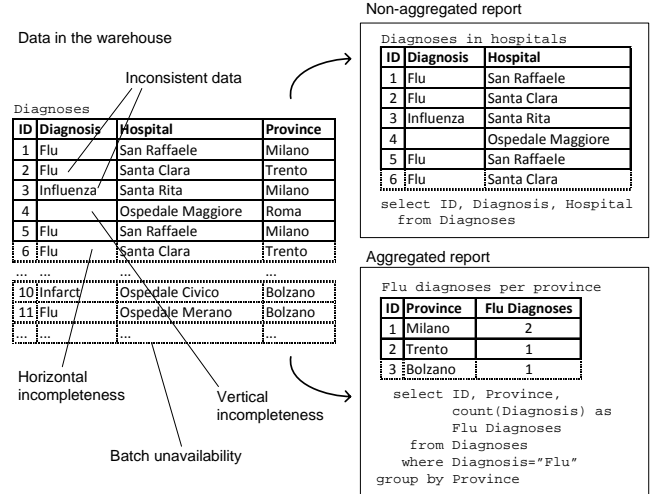 Data in the warehouse
Inconsistent data
Diagnoses
ID Diagnosis Hospital Province
1 Flu San Raffaele Milano
2 Flu Santa Clara Trento
3 Influenza Santa Rita Milano
4 Ospedale Maggiore Roma
5 Flu San Raffaele Milano
6 Flu Santa Clara Trento
... ... ... ...
10 Infarct Ospedale Civico Bolzano
11 Flu Ospedale Merano Bolzano
... ... ... ...
Horizontal
incompleteness
Vertical
incompleteness
Batch unavailability
Non-aggregated report
Diagnoses in hospitals
ID Diagnosis Hospital
1 Flu San Raffaele
2 Flu Santa Clara
3 Influenza Santa Rita
4 Ospedale Maggiore
5 Flu San Raffaele
6 Flu Santa Clara
select ID, Diagnosis, Hospital
from Diagnoses
Aggregated report
Flu diagnoses per province
ID Province Flu Diagnoses
1 Milano 2
2 Trento 1
3 Bolzano 1
select ID, Province,
count(Diagnosis) as
Flu Diagnoses
from Diagnoses
where Diagnosis="Flu"
group by Province